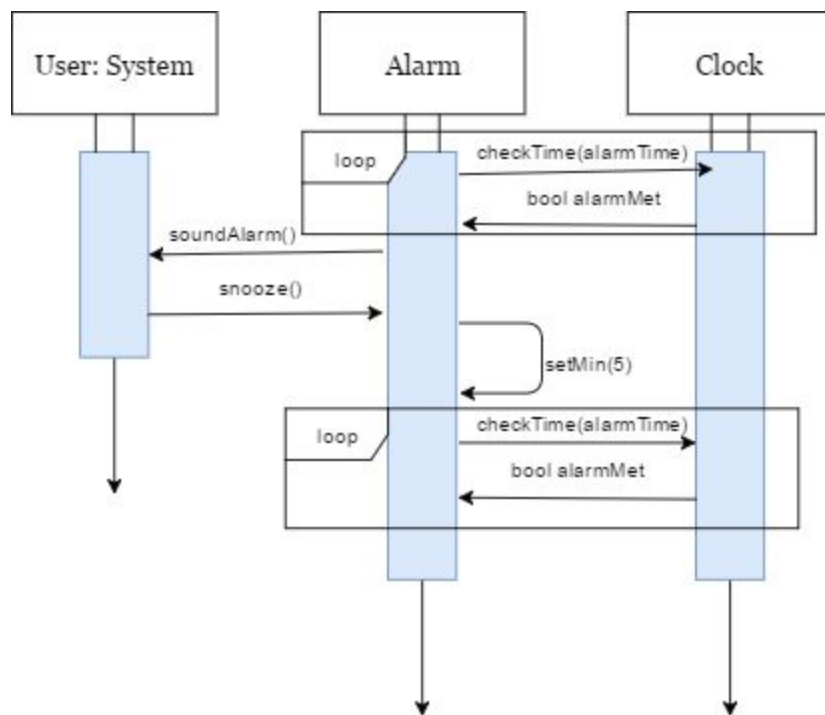 User: System
Alarm
Clock
loop
checkTime(alarmTime)
bool alarmMet
soundAlarm()
snooze()
setMin(5)
loop
checkTime(alarmTime)
bool alarmMet